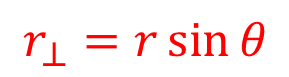 r⊥ = r sin θ